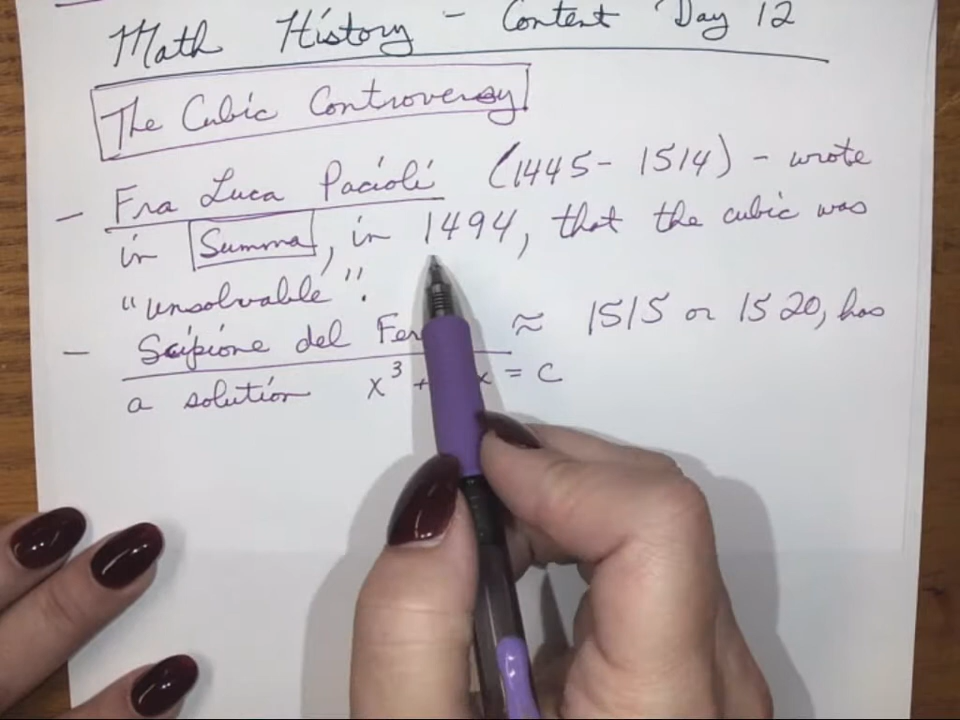 Math History - Content Day 12
The Cubic Controversy
- Fra Luca Pacioli (1445-1514) - wrote
in Summa, in 1494, that the cubic was
"unsolvable".
- Scipione del Fer ≈ 1515 or 1520, has
a solution x³ + x = c